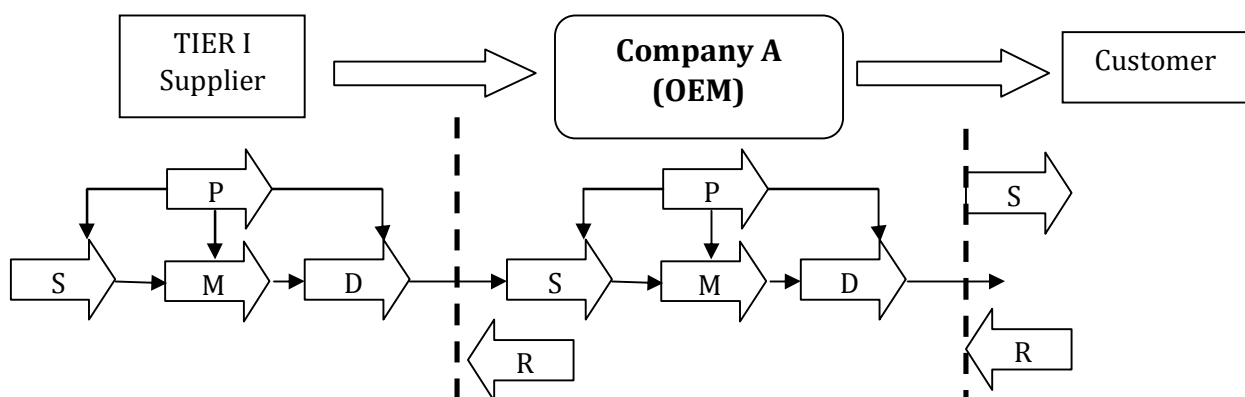 TIER I
Supplier
Company A
(OEM)
Customer
P
P
S
S
M
D
S
M
D
R
R